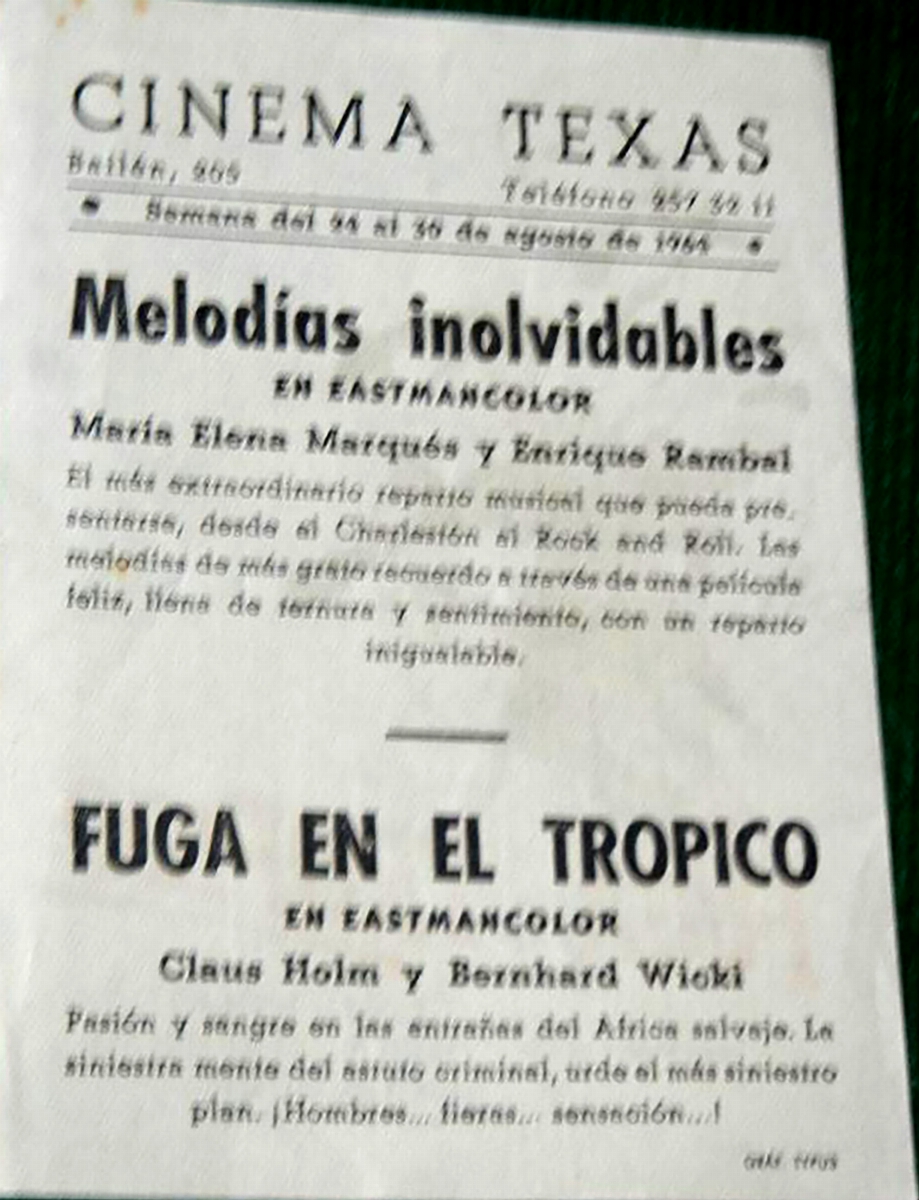 CINEMA TEXAS
Bailén, 205 Teléfono 257 32 11
Semana del 24 al 30 de agosto de 1964
Melodías inolvidables
EN EASTMANCOLOR
María Elena Marqués y Enrique Rambal
El más extraordinario reparto musical que pueda pre-
sentarse, desde el Charlestón al Rock and Roll. Las
melodías de más grato recuerdo a través de una película
feliz, llena de ternura y sentimiento, con un reparto
inigualable.
FUGA EN EL TROPICO
EN EASTMANCOLOR
Claus Holm y Bernhard Wicki
Pasión y sangre en las entrañas del Africa salvaje. La
siniestra mente del astuto criminal, urde el más siniestro
plan. ¡Hombres... fieras... sensación...!